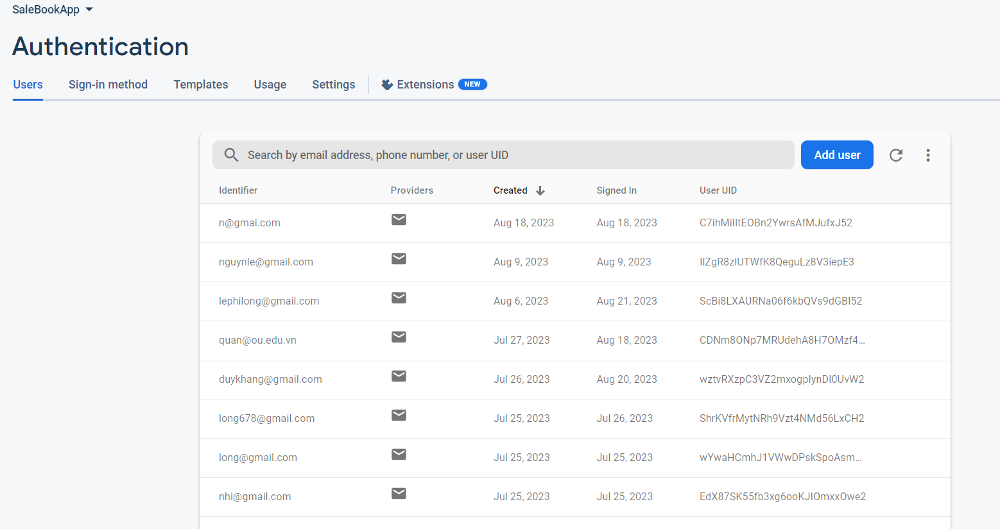 SaleBookApp
Authentication
Users Sign-in method Templates Usage Settings Extensions NEW
Search by email address, phone number, or user UID Add user
Identifier Providers Created Signed In User UID
n@gmai.com Aug 18, 2023 Aug 18, 2023 C7ihMilItEOBn2YwrsAfMJufxJ52
nguynle@gmail.com Aug 9, 2023 Aug 9, 2023 IlZgR8zlUTWfK8QeguLz8V3iepE3
lephilong@gmail.com Aug 6, 2023 Aug 21, 2023 ScBi8LXAURNa06f6kbQVs9dGBI52
quan@ou.edu.vn Jul 27, 2023 Aug 18, 2023 CDNm8ONp7MRUdehA8H7OMzf4...
duykhang@gmail.com Jul 26, 2023 Aug 20, 2023 wztvRXzpC3VZ2mxogpIynDI0UvW2
long678@gmail.com Jul 25, 2023 Jul 26, 2023 ShrKVfrMytNRh9Vzt4NMd56LxCH2
long@gmail.com Jul 25, 2023 Jul 25, 2023 wYwaHCmhJ1VWwDPskSpoAsm...
nhi@gmail.com Jul 25, 2023 Jul 25, 2023 EdX87SK55fb3xg6ooKJIOmxxOwe2